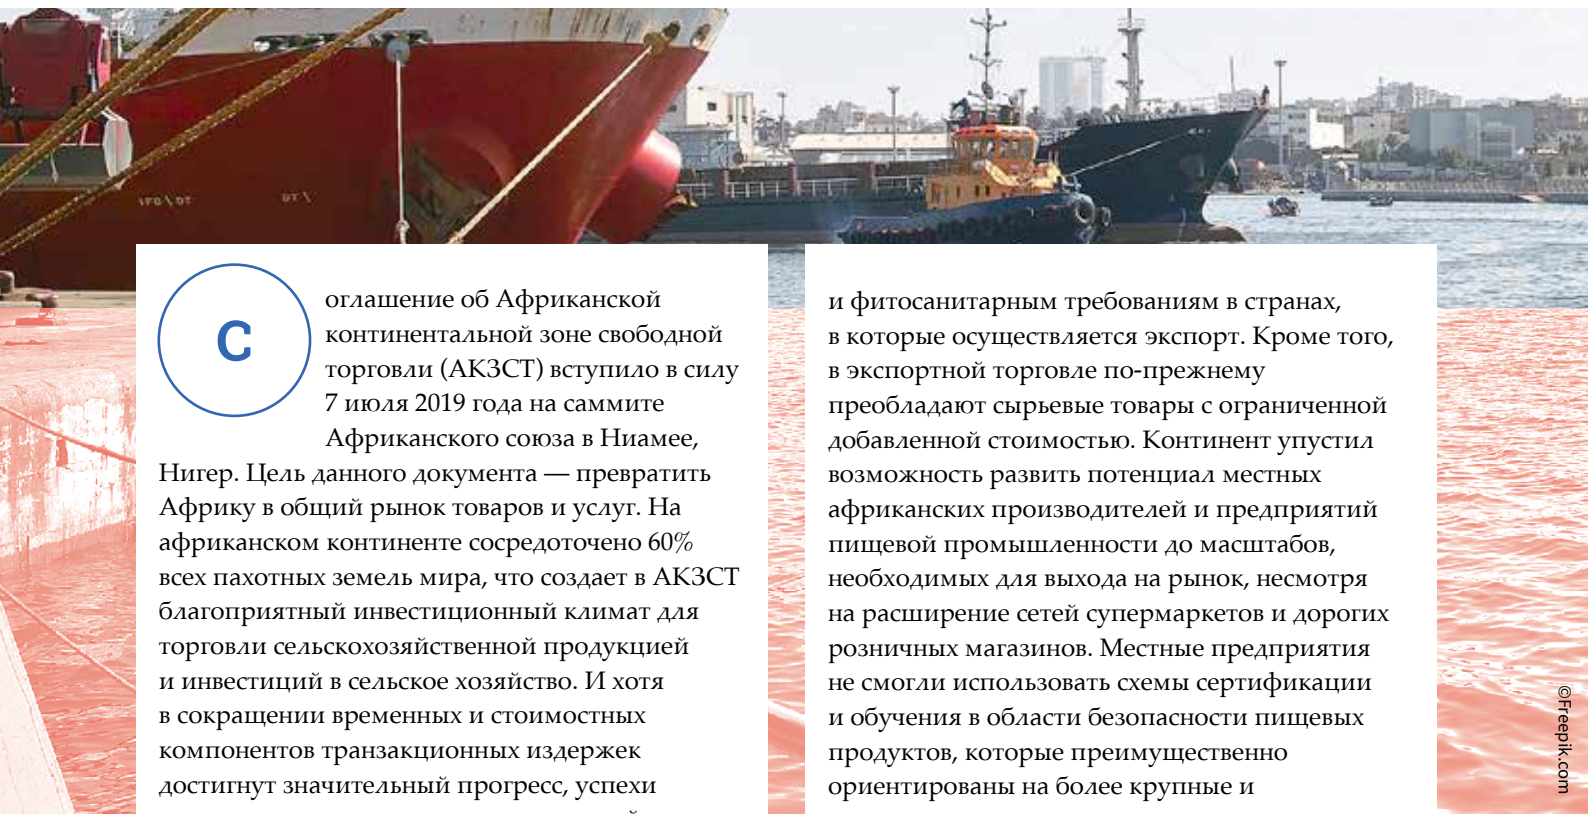 Соглашение об Африканской
континентальной зоне свободной
торговли (АКЗСТ) вступило в силу
7 июля 2019 года на саммите
Африканского союза в Ниамее,
Нигер. Цель данного документа — превратить
Африку в общий рынок товаров и услуг. На
африканском континенте сосредоточено 60%
всех пахотных земель мира, что создает в АКЗСТ
благоприятный инвестиционный климат для
торговли сельскохозяйственной продукцией
и инвестиций в сельское хозяйство. И хотя
в сокращении временных и стоимостных
компонентов транзакционных издержек
достигнут значительный прогресс, успехи
и фитосанитарным требованиям в странах,
в которые осуществляется экспорт. Кроме того,
в экспортной торговле по-прежнему
преобладают сырьевые товары с ограниченной
добавленной стоимостью. Континент упустил
возможность развить потенциал местных
африканских производителей и предприятий
пищевой промышленности до масштабов,
необходимых для выхода на рынок, несмотря
на расширение сетей супермаркетов и дорогих
розничных магазинов. Местные предприятия
не смогли использовать схемы сертификации
и обучения в области безопасности пищевых
продуктов, которые преимущественно
ориентированы на более крупные и
©Freepik.com